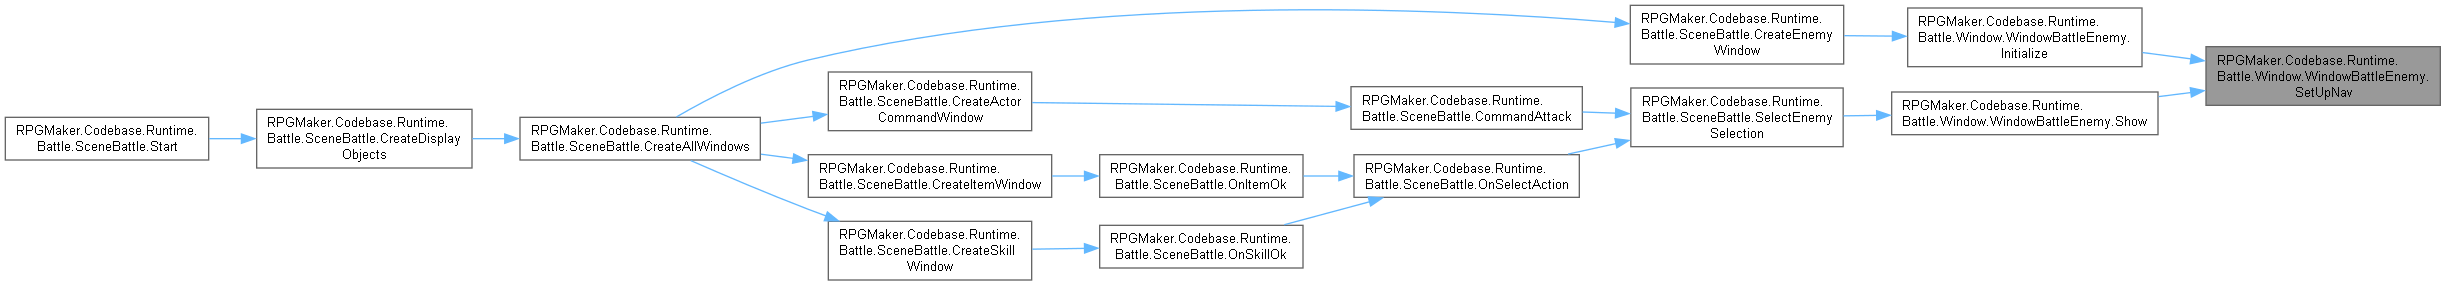 RPGMaker.Codebase.Runtime.
Battle.SceneBattle.Start
RPGMaker.Codebase.Runtime.
Battle.SceneBattle.CreateDisplay
Objects
RPGMaker.Codebase.Runtime.
Battle.SceneBattle.CreateAllWindows
RPGMaker.Codebase.Runtime.
Battle.SceneBattle.CreateActor
CommandWindow
RPGMaker.Codebase.Runtime.
Battle.SceneBattle.CreateItemWindow
RPGMaker.Codebase.Runtime.
Battle.SceneBattle.CreateSkill
Window
RPGMaker.Codebase.Runtime.
Battle.SceneBattle.OnItemOk
RPGMaker.Codebase.Runtime.
Battle.SceneBattle.OnSkillOk
RPGMaker.Codebase.Runtime.
Battle.SceneBattle.CommandAttack
RPGMaker.Codebase.Runtime.
Battle.SceneBattle.OnSelectAction
RPGMaker.Codebase.Runtime.
Battle.SceneBattle.CreateEnemy
Window
RPGMaker.Codebase.Runtime.
Battle.SceneBattle.SelectEnemy
Selection
RPGMaker.Codebase.Runtime.
Battle.Window.WindowBattleEnemy.
Initialize
RPGMaker.Codebase.Runtime.
Battle.Window.WindowBattleEnemy.Show
RPGMaker.Codebase.Runtime.
Battle.Window.WindowBattleEnemy.
SetUpNav